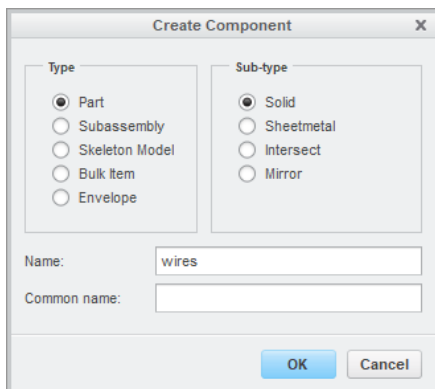 Create Component
X
Type
Part
Subassembly
Skeleton Model
Bulk Item
Envelope
Sub-type
Solid
Sheetmetal
Intersect
Mirror
Name: wires
Common name:
OK Cancel